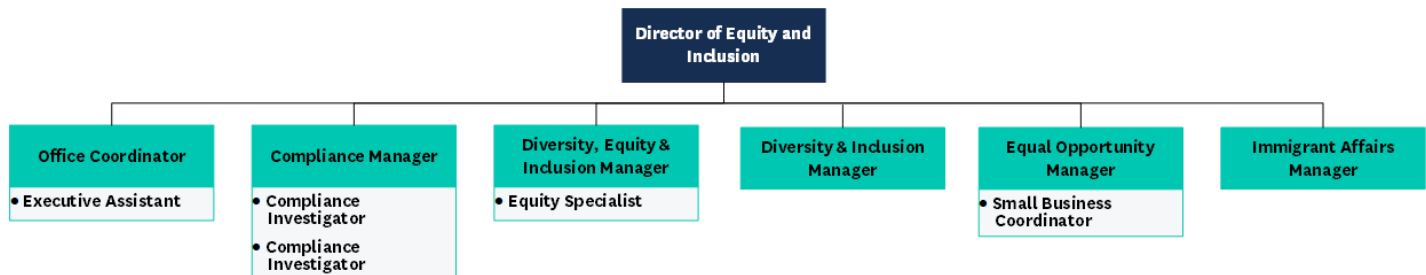 Director of Equity and
Inclusion
Office Coordinator
• Executive Assistant
Compliance Manager
• Compliance
Investigator
• Compliance
Investigator
Diversity, Equity &
Inclusion Manager
• Equity Specialist
Diversity & Inclusion
Manager
Equal Opportunity
Manager
• Small Business
Coordinator
Immigrant Affairs
Manager